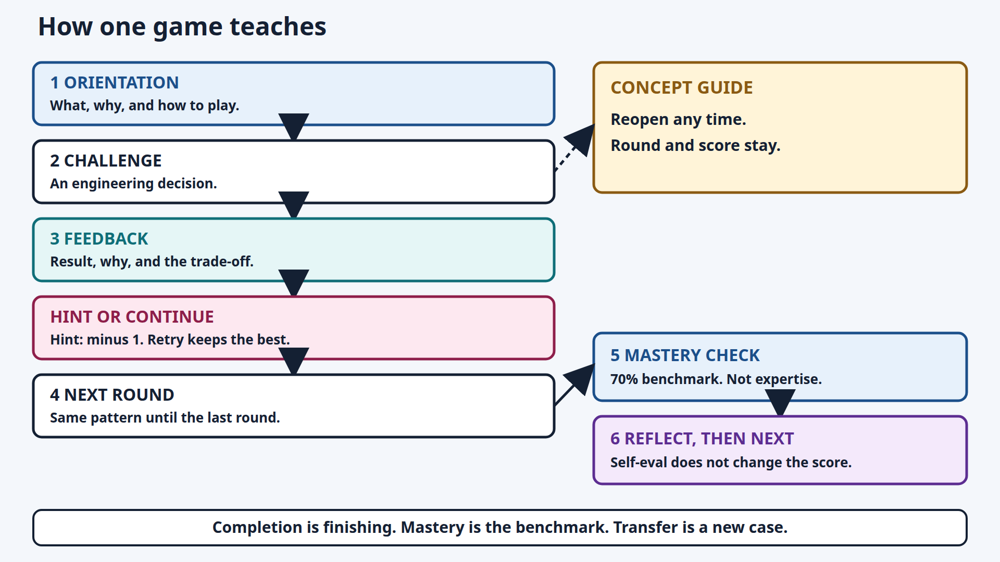 How one game teaches
1 ORIENTATION
What, why, and how to play.
2 CHALLENGE
An engineering decision.
3 FEEDBACK
Result, why, and the trade-off.
HINT OR CONTINUE
Hint: minus 1. Retry keeps the best.
4 NEXT ROUND
Same pattern until the last round.
CONCEPT GUIDE
Reopen any time.
Round and score stay.
5 MASTERY CHECK
70% benchmark. Not expertise.
6 REFLECT, THEN NEXT
Self-eval does not change the score.
Completion is finishing. Mastery is the benchmark. Transfer is a new case.